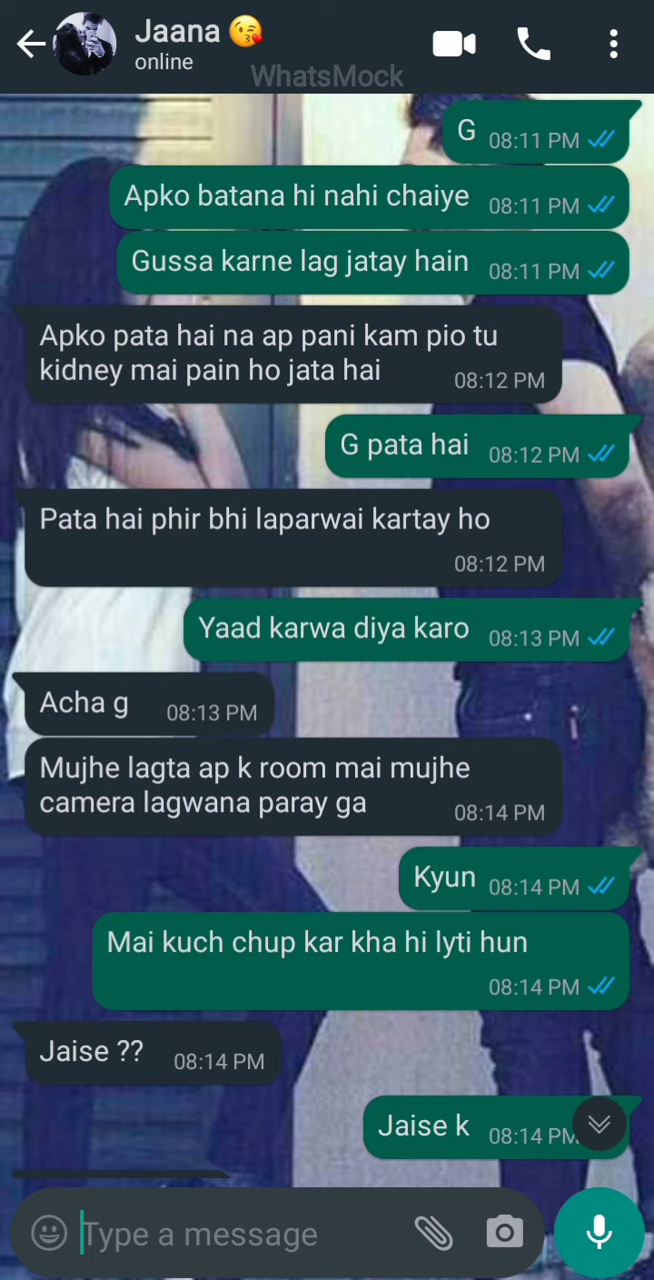 Jaana 😘
online
WhatsMock
G 08:11 PM
Apko batana hi nahi chaiye 08:11 PM
Gussa karne lag jatay hain 08:11 PM
Apko pata hai na ap pani kam pio tu
kidney mai pain ho jata hai 08:12 PM
G pata hai 08:12 PM
Pata hai phir bhi laparwai kartay ho
08:12 PM
Yaad karwa diya karo 08:13 PM
Acha g 08:13 PM
Mujhe lagta ap k room mai mujhe
camera lagwana paray ga 08:14 PM
Kyun 08:14 PM
Mai kuch chup kar kha hi lyti hun
08:14 PM
Jaise ?? 08:14 PM
Jaise k 08:14 PM
Type a message